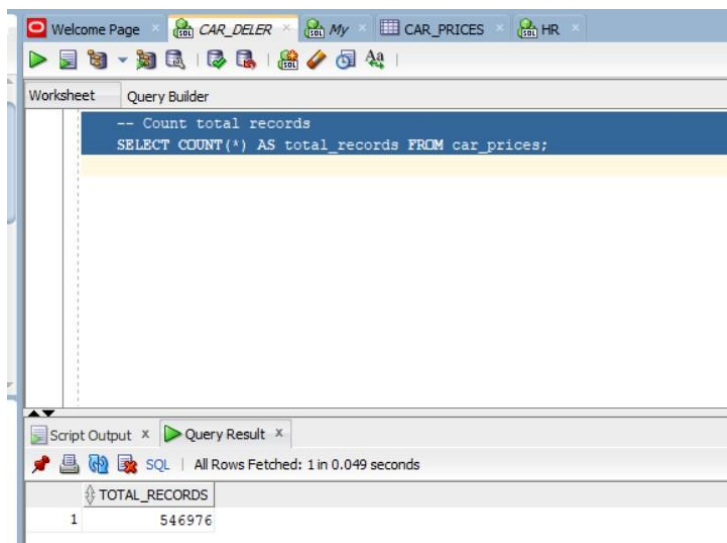 Welcome Page CAR_DELER My CAR_PRICES HR
Worksheet Query Builder
-- Count total records
SELECT COUNT(*) AS total_records FROM car_prices;
Script Output x Query Result x
SQL | All Rows Fetched: 1 in 0.049 seconds
TOTAL_RECORDS
1 546976